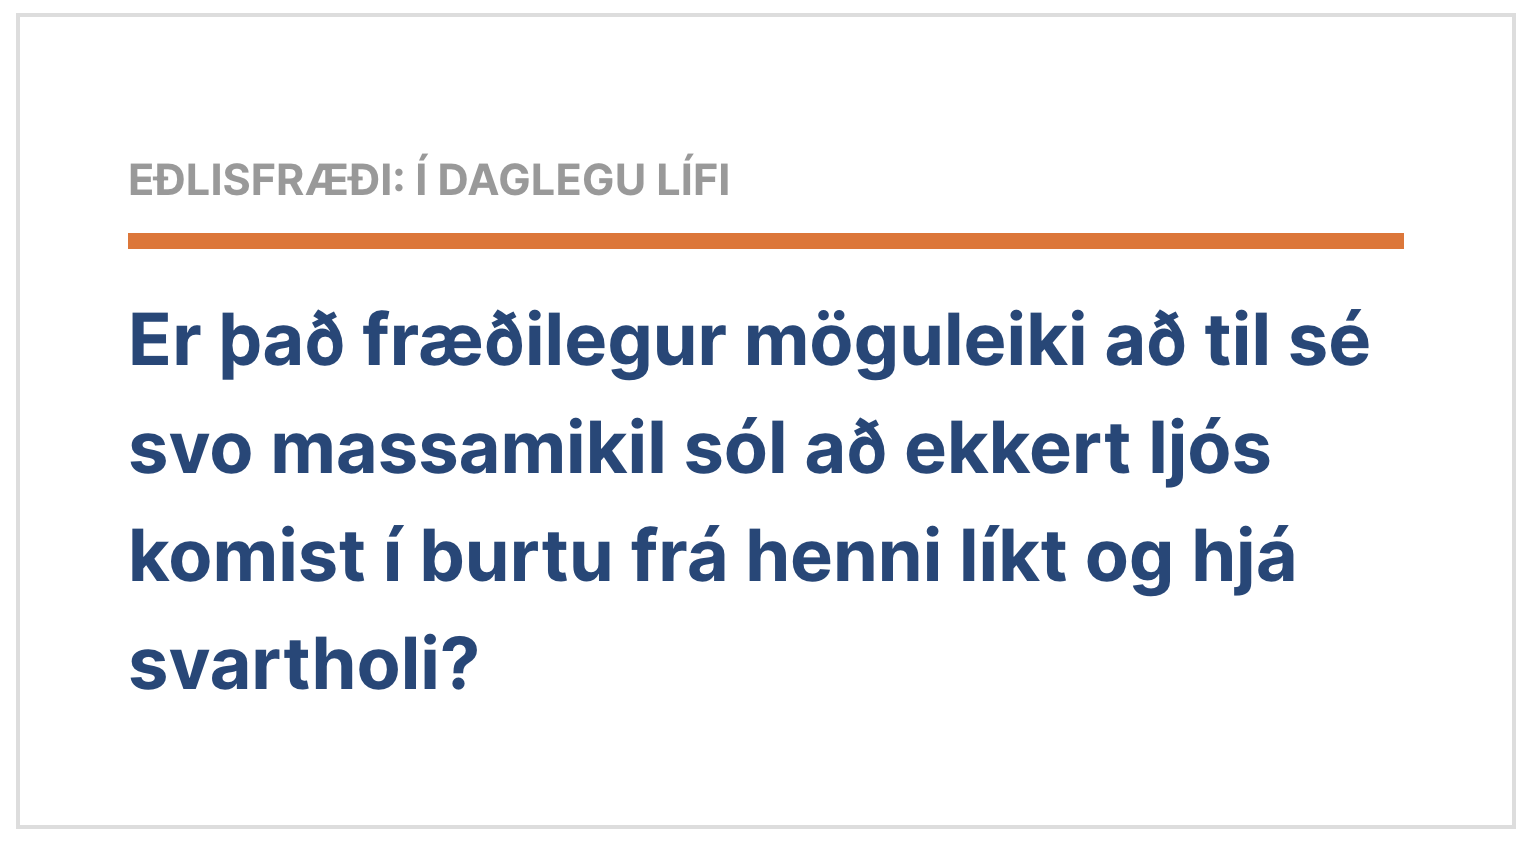 EÐLISFRÆÐI: Í DAGLEGU LÍFI
Er það fræðilegur möguleiki að til sé
svo massamikil sól að ekkert ljós
komist í burtu frá henni líkt og hjá
svartholi?